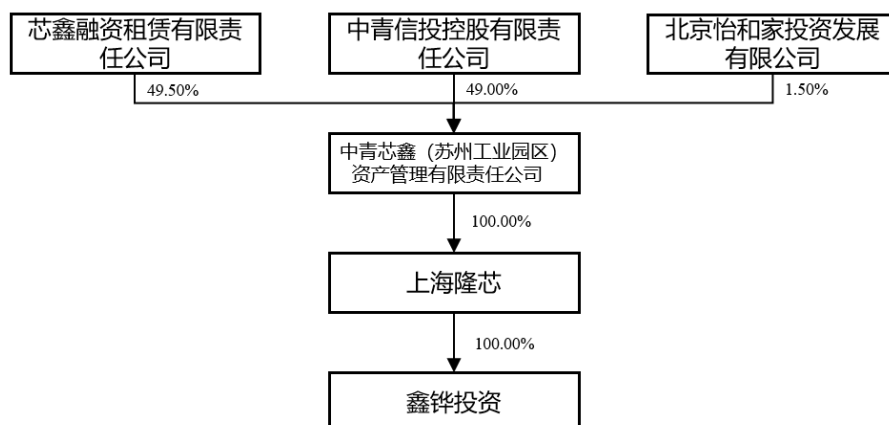 芯鑫融资租赁有限责
任公司
中青信投控股有限责
任公司
北京怡和家投资发展
有限公司
49.50%
49.00%
1.50%
中青芯鑫（苏州工业园区）
资产管理有限责任公司
100.00%
上海隆芯
100.00%
鑫铧投资